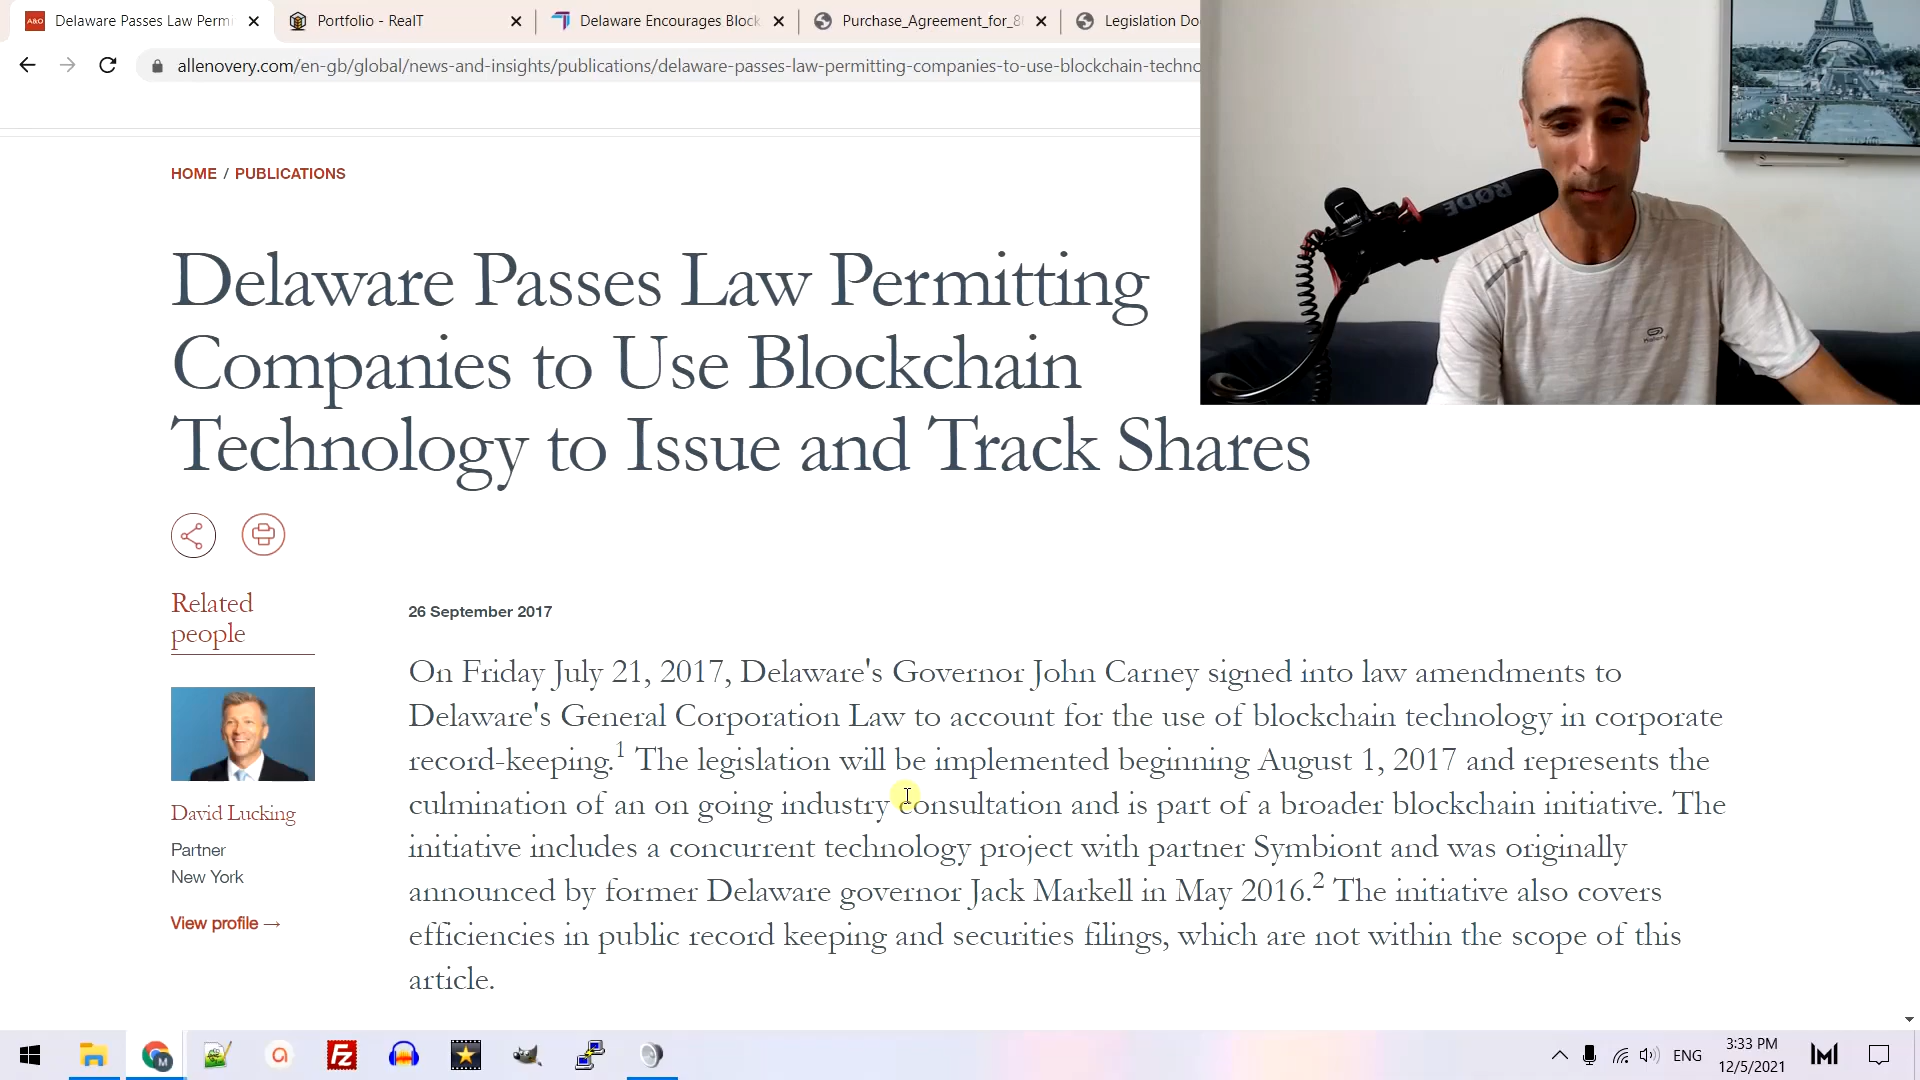 A&O Delaware Passes Law Permi
Portfolio - RealT
Delaware Encourages Block
Purchase_Agreement_for_8
Legislation Do
allenovery.com/en-gb/global/news-and-insights/publications/delaware-passes-law-permitting-companies-to-use-blockchain-techno
HOME / PUBLICATIONS
RØDE
Delaware Passes Law Permitting
Companies to Use Blockchain
Technology to Issue and Track Shares
Related
people
David Lucking
Partner
New York
View profile →
26 September 2017
On Friday July 21, 2017, Delaware's Governor John Carney signed into law amendments to
Delaware's General Corporation Law to account for the use of blockchain technology in corporate
record-keeping.1 The legislation will be implemented beginning August 1, 2017 and represents the
culmination of an on going industry consultation and is part of a broader blockchain initiative. The
initiative includes a concurrent technology project with partner Symbiont and was originally
announced by former Delaware governor Jack Markell in May 2016.2 The initiative also covers
efficiencies in public record keeping and securities filings, which are not within the scope of this
article.
ENG
3:33 PM
12/5/2021